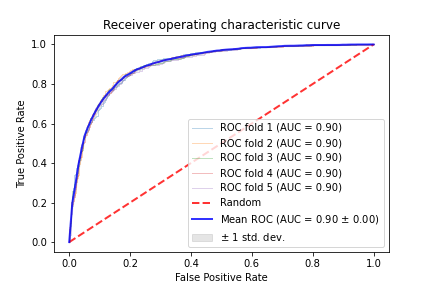 Receiver operating characteristic curve
True Positive Rate
1.0
0.8
0.6
0.4
0.2
0.0
ROC fold 1 (AUC = 0.90)
ROC fold 2 (AUC = 0.90)
ROC fold 3 (AUC = 0.90)
ROC fold 4 (AUC = 0.90)
ROC fold 5 (AUC = 0.90)
Random
Mean ROC (AUC = 0.90 ± 0.00)
± 1 std. dev.
0.0 0.2 0.4 0.6 0.8 1.0
False Positive Rate